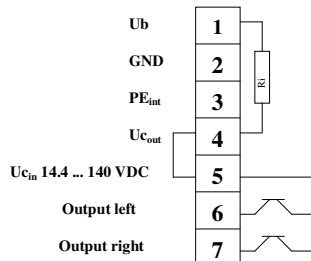 Ub 1
GND 2
PEint 3
Ucout 4
Ucin 14.4 ... 140 VDC 5
Output left 6
Output right 7
Ri